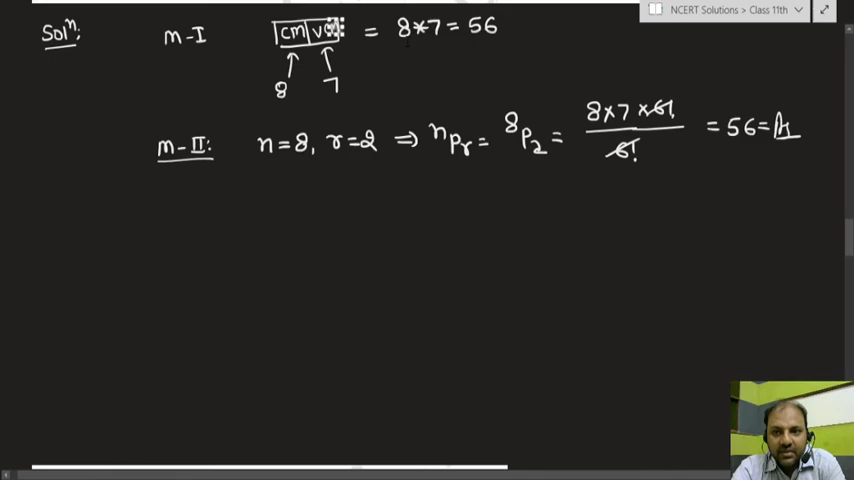 NCERT Solutions > Class 11th
Solⁿ: m-I cm vc = 8*7=56
8 7
m-II: n=8, r=2 ⇒ ⁿPᵣ = ⁸P₂ = 8×7×6! / 6! = 56 =